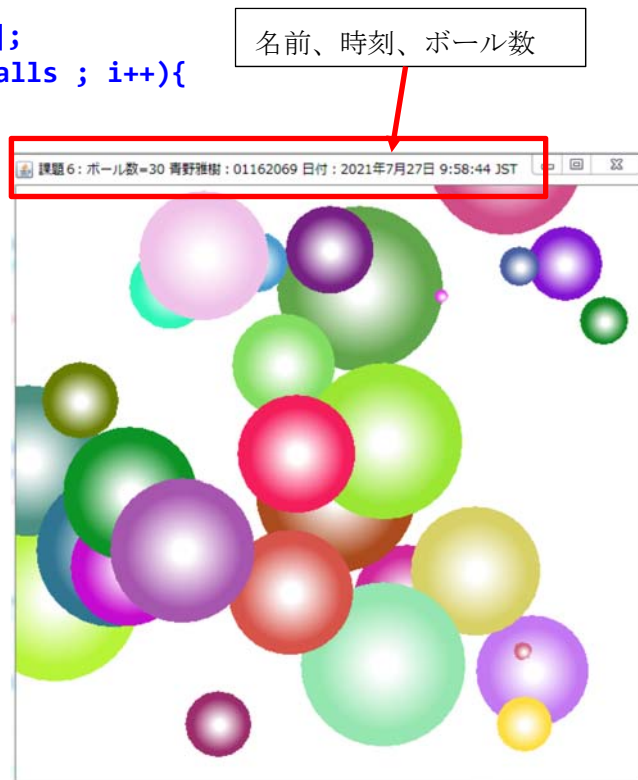 ];
alls ; i++){
名前、時刻、ボール数
課題6：ボール数=30 青野雅樹：01162069 日付：2021年7月27日 9:58:44 JST